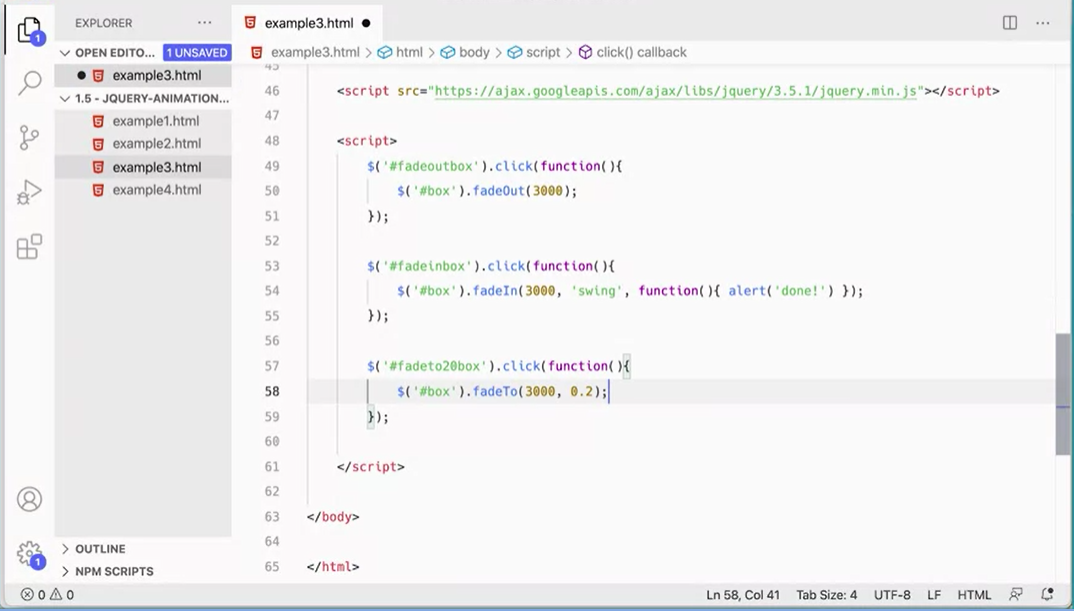 EXPLORER ···
example3.html ●
···
OPEN EDITO... 1 UNSAVED
example3.html > html > body > script > click() callback
● example3.html
1.5 - JQUERY-ANIMATION...
example1.html
example2.html
example3.html
example4.html
1
1
OUTLINE
NPM SCRIPTS
45
46 <script src="https://ajax.googleapis.com/ajax/libs/jquery/3.5.1/jquery.min.js"></script>
47
48 <script>
49 $('#fadeoutbox').click(function(){
50 $('#box').fadeOut(3000);
51 });
52
53 $('#fadeinbox').click(function(){
54 $('#box').fadeIn(3000, 'swing', function(){ alert('done!') });
55 });
56
57 $('#fadeto20box').click(function(){
58 $('#box').fadeTo(3000, 0.2);
59 });
60
61 </script>
62
63 </body>
64
65 </html>
0 0 Ln 58, Col 41 Tab Size: 4 UTF-8 LF HTML